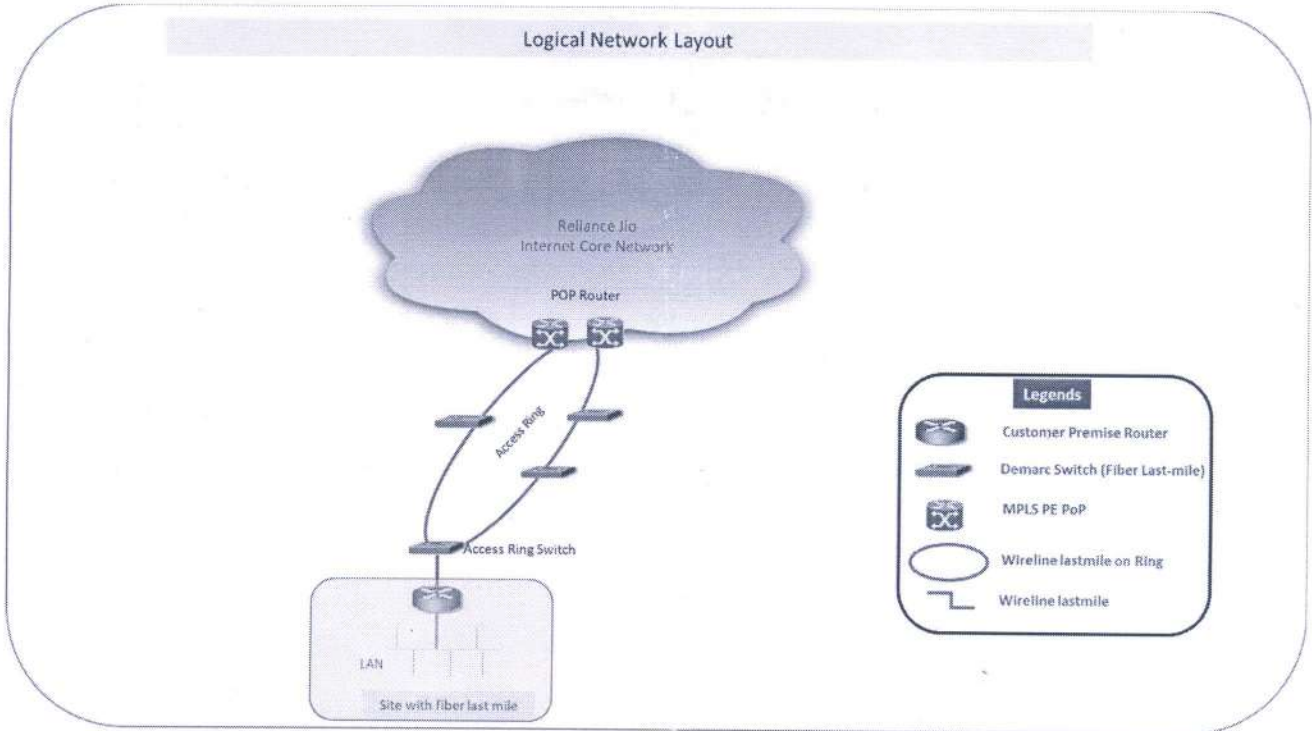 Logical Network Layout
Reliance Jio
Internet Core Network
POP Router
Access Ring
Access Ring Switch
LAN
Site with fiber last mile
Legends
Customer Premise Router
Demarc Switch (Fiber Last-mile)
MPLS PE PoP
Wireline lastmile on Ring
Wireline lastmile